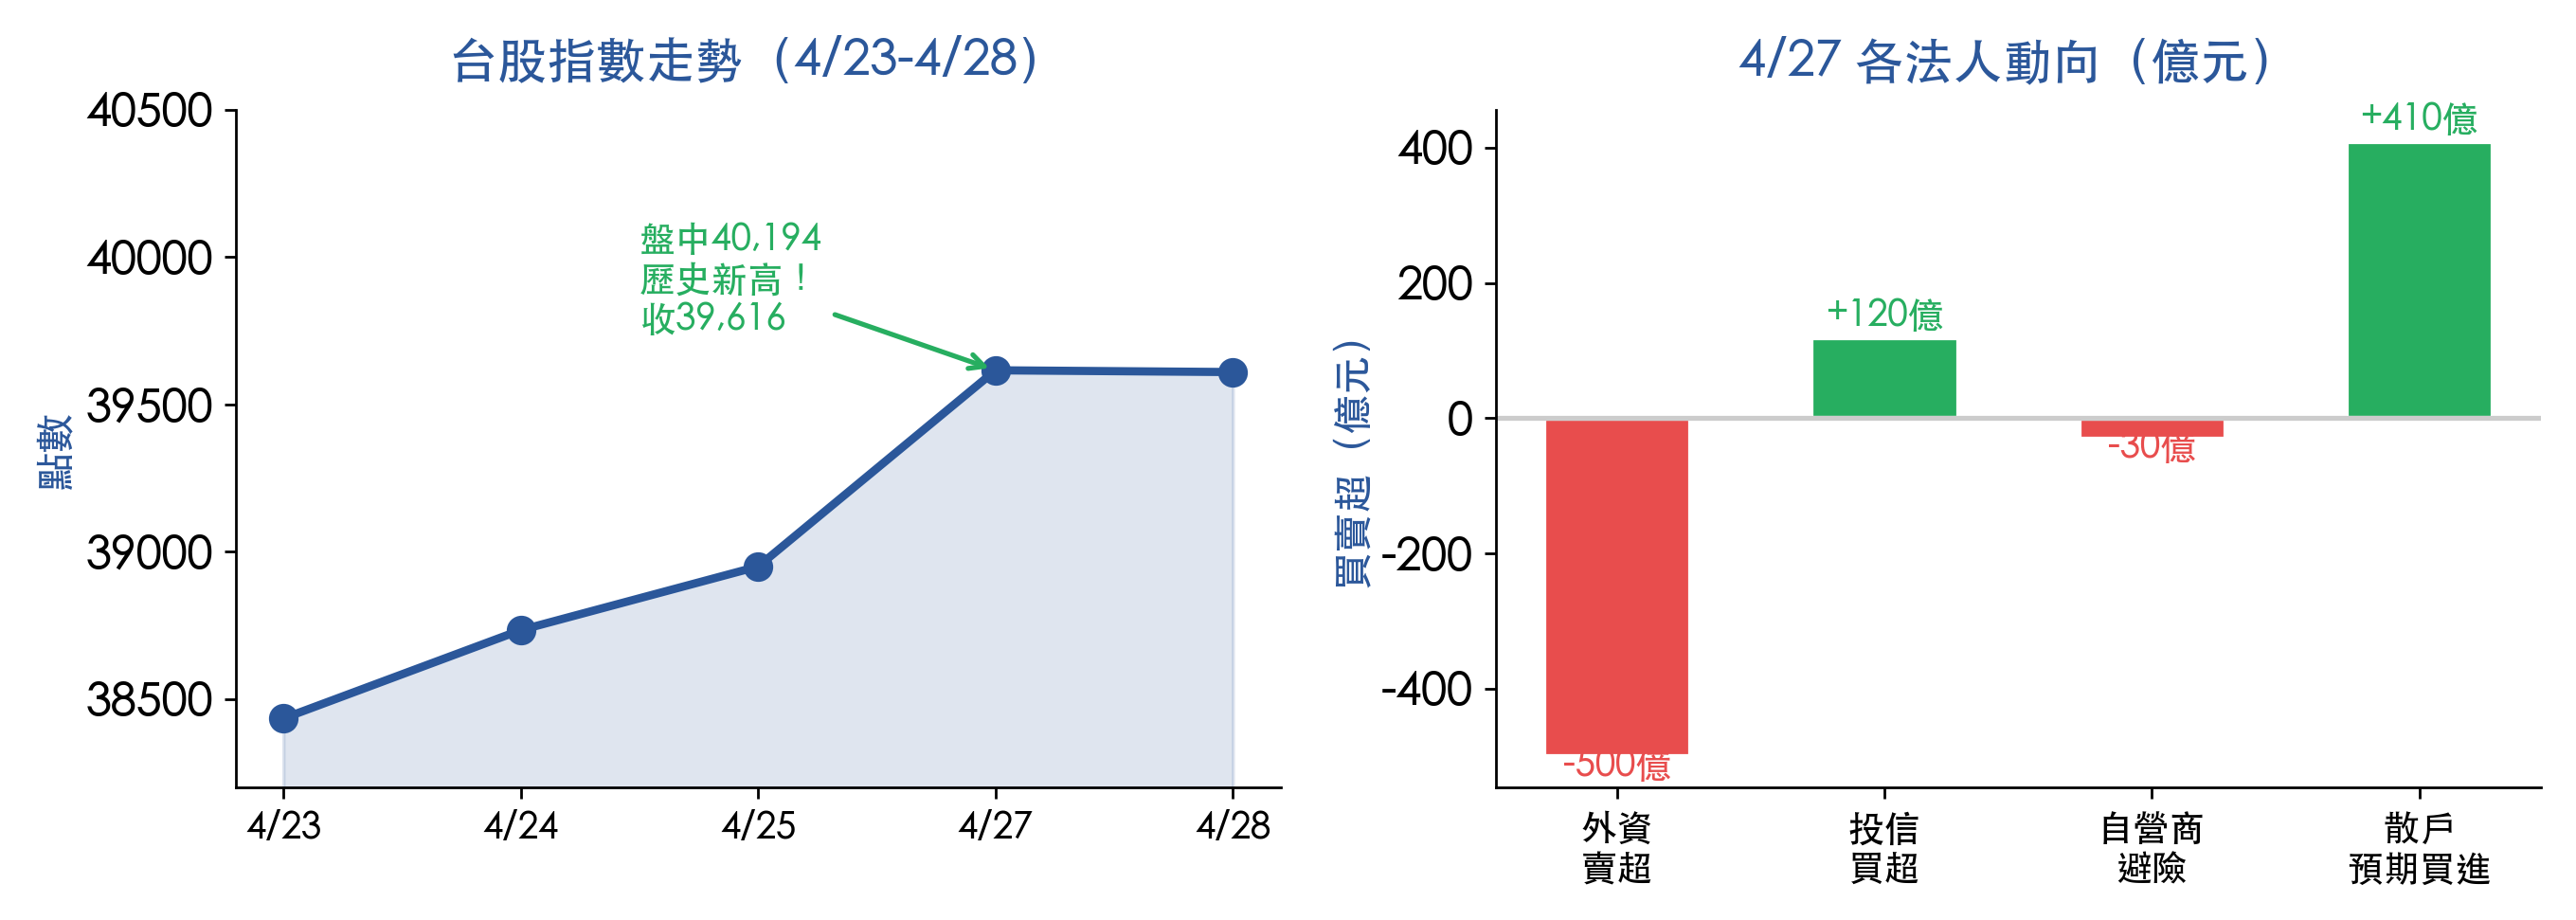 台股指數走勢（4/23-4/28）
點數
40500
40000
39500
39000
38500
盤中40,194
歷史新高！
收39,616
4/23
4/24
4/25
4/27
4/28
4/27 各法人動向（億元）
買賣超（億元）
400
200
0
-200
-400
-500億
+120億
-30億
+410億
外資
賣超
投信
買超
自營商
避險
散戶
預期買進